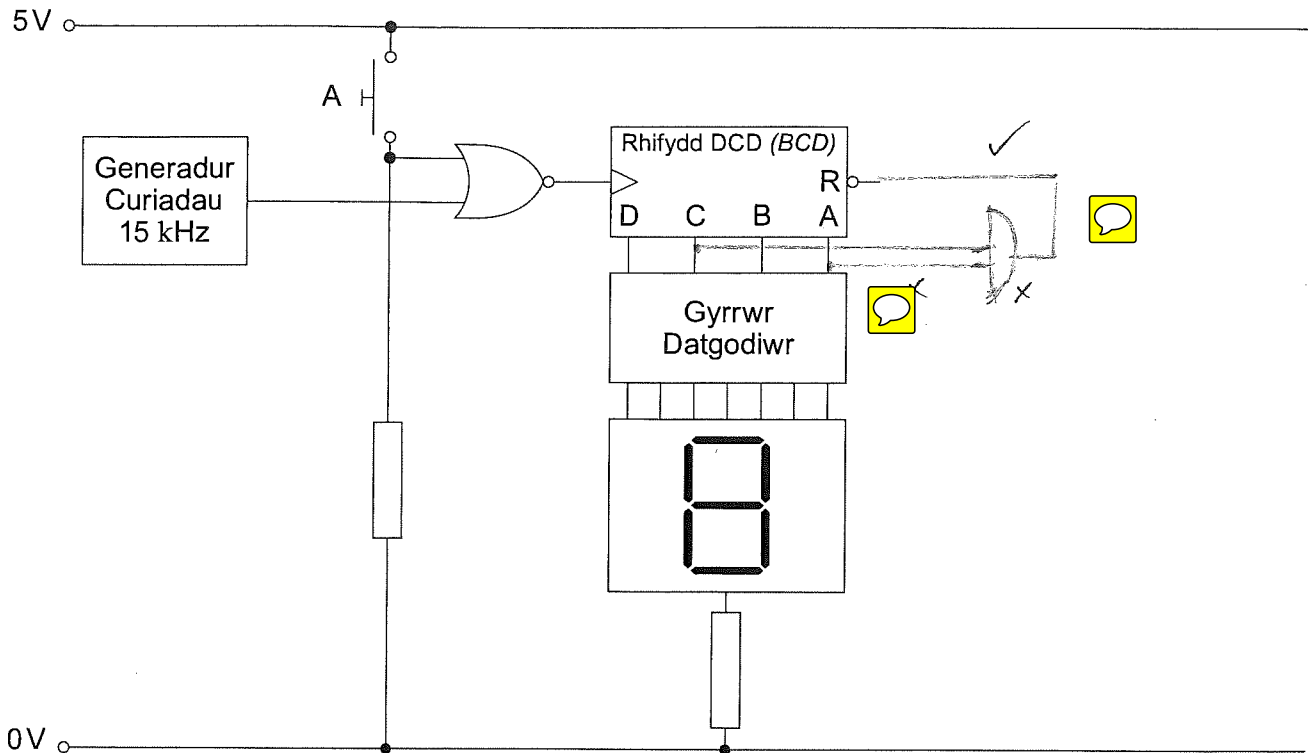 5V
A
Generadur
Curiadau
15 kHz
Rhifydd DCD (BCD)
R
D C B A
Gyrrwr
Datgodiwr
0V